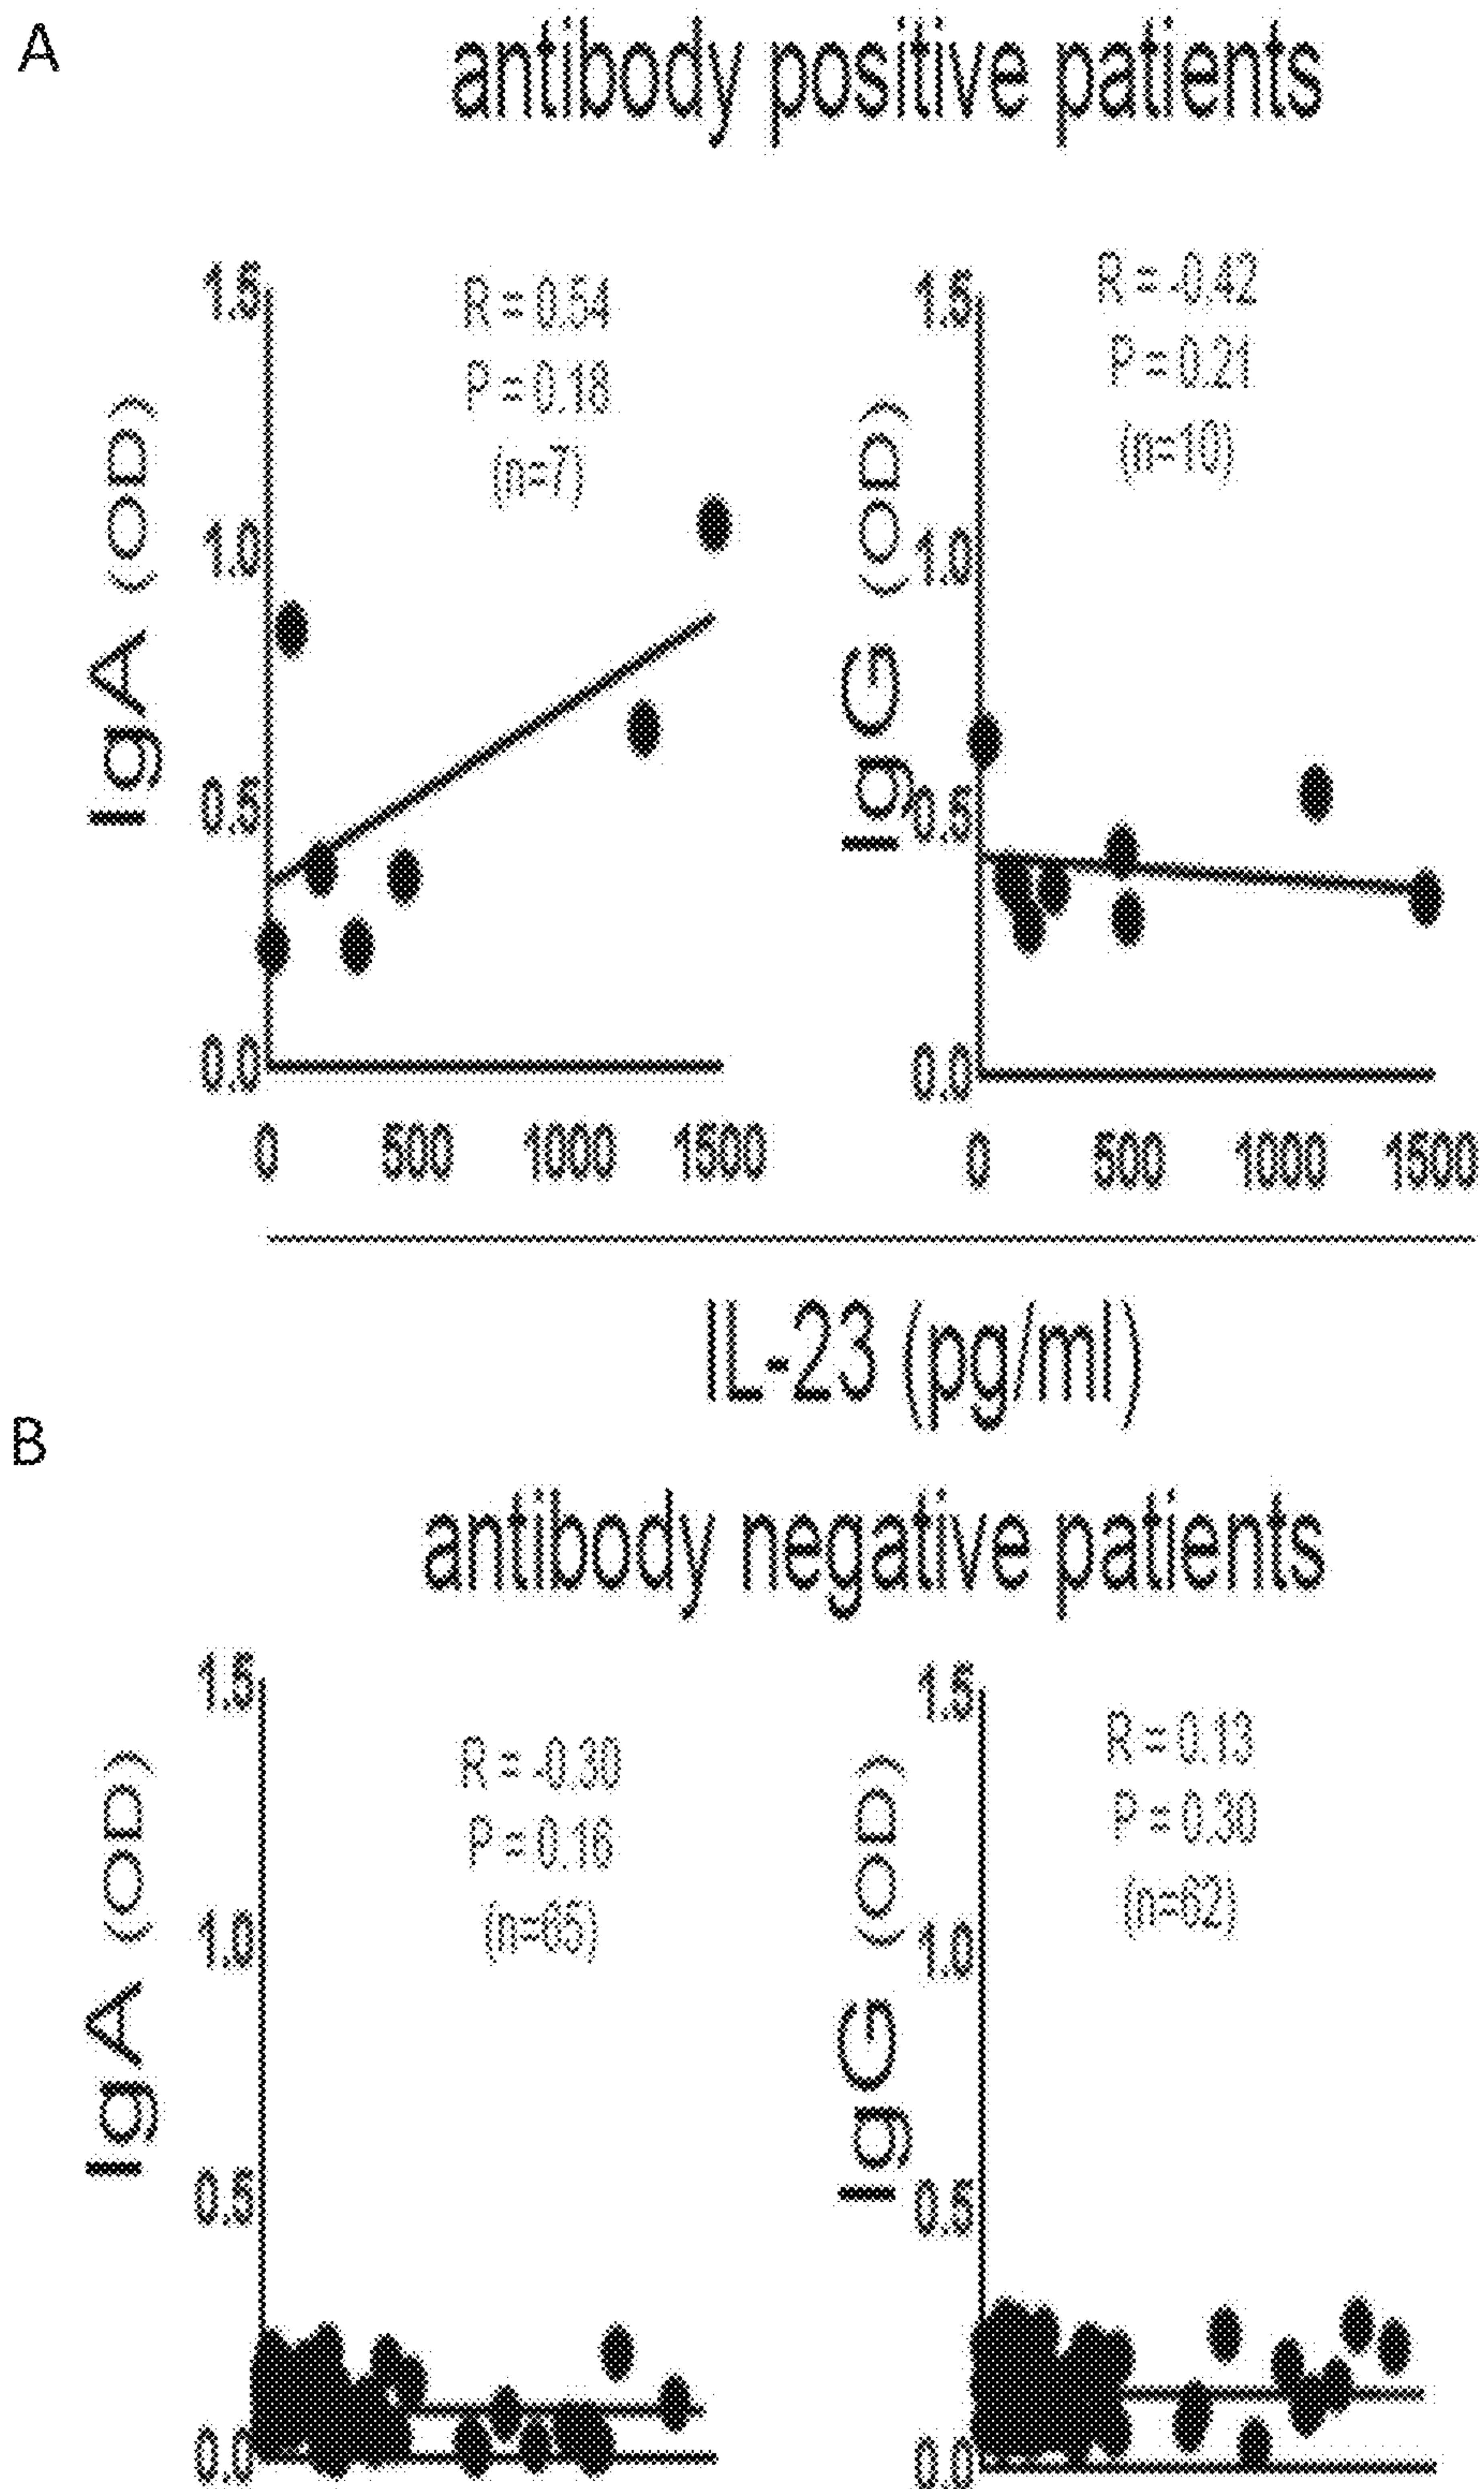 A
antibody positive patients
R = 0.54
P = 0.18
(n=7)
IgA (OD)
1.5
1.0
0.5
0.0
0 500 1000 1500
R = -0.42
P = 0.21
(n=10)
IgG (OD)
1.5
1.0
0.5
0.0
0 500 1000 1500
IL-23 (pg/ml)
B
antibody negative patients
R = -0.30
P = 0.16
(n=65)
IgA (OD)
1.5
1.0
0.5
0.0
R = 0.13
P = 0.30
(n=62)
IgG (OD)
1.5
1.0
0.5
0.0